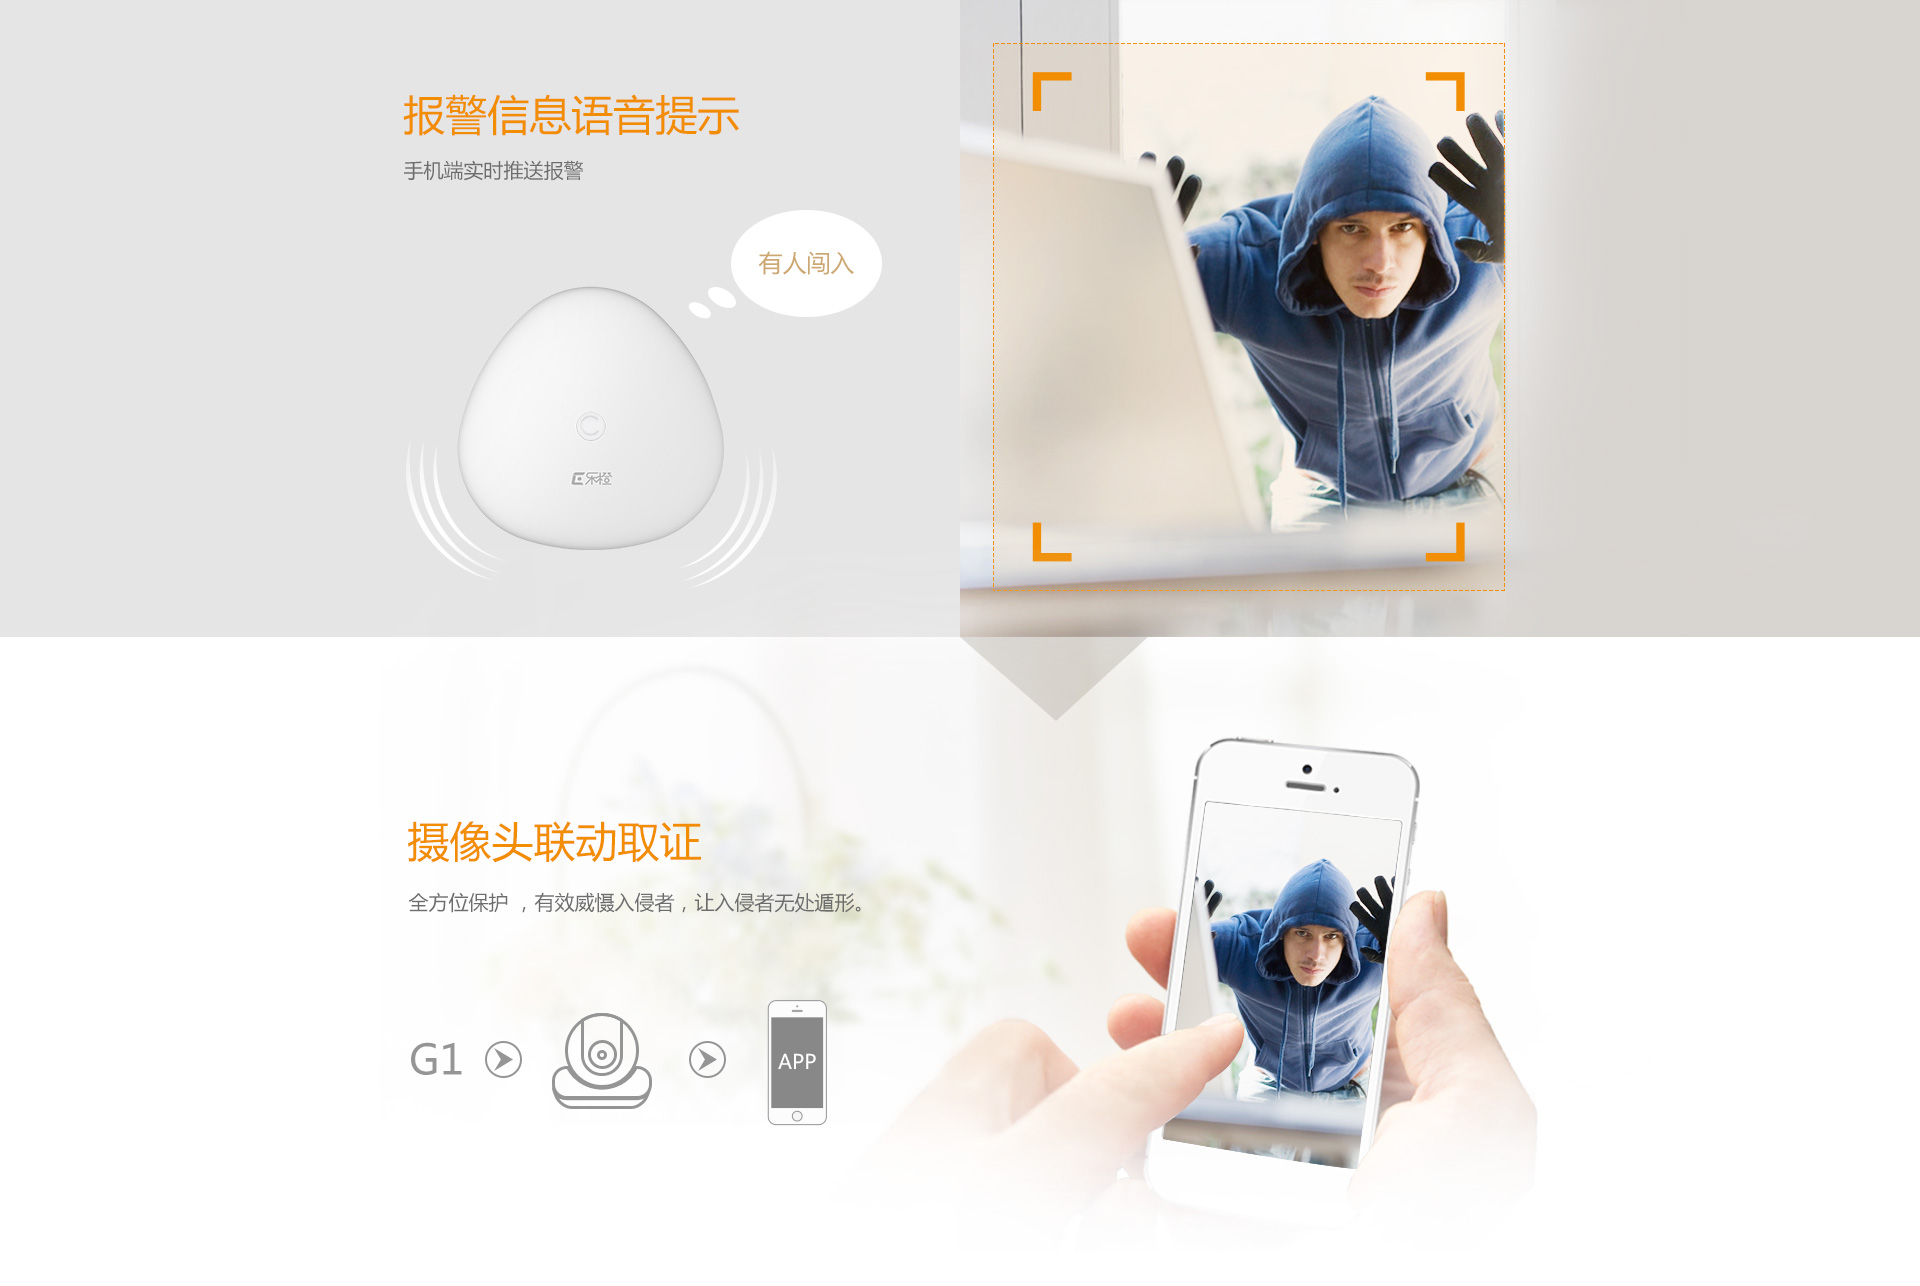 报警信息语音提示
手机端实时推送报警
有人闯入
乐橙
摄像头联动取证
全方位保护 ，有效威慑入侵者，让入侵者无处遁形。
G1
APP